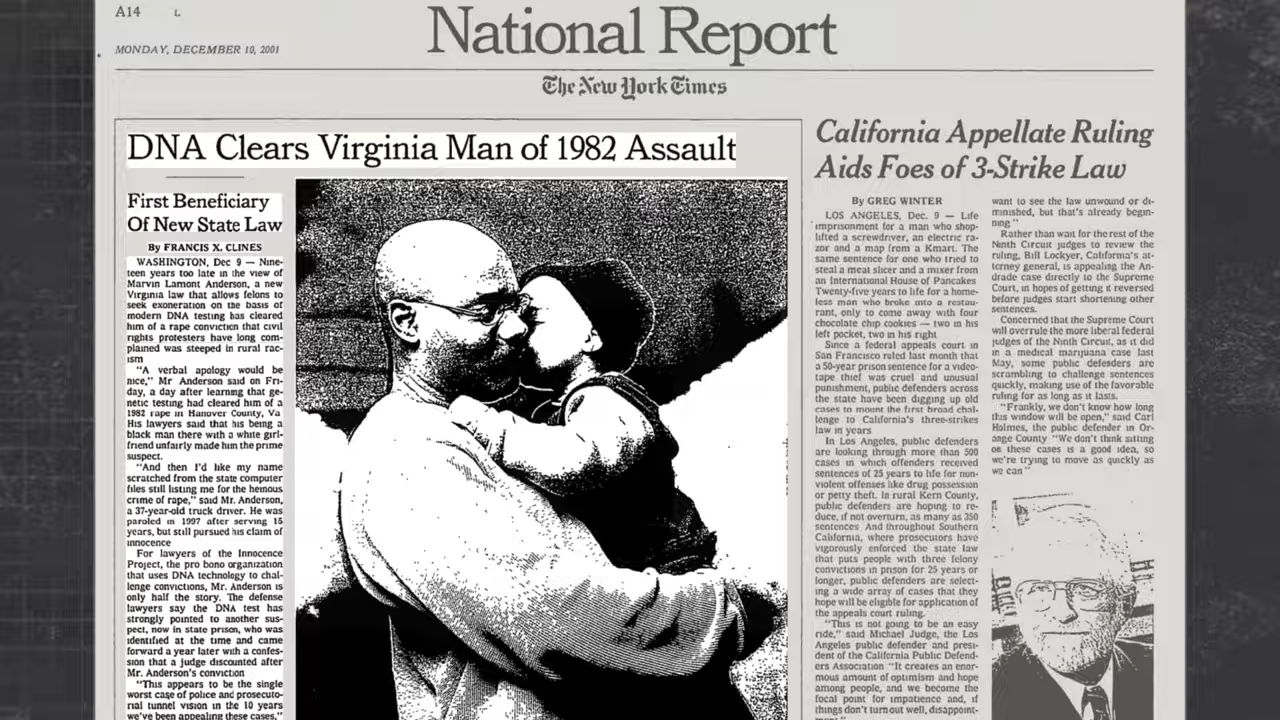 A14
MONDAY, DECEMBER 10, 2001
National Report
The New York Times
DNA Clears Virginia Man of 1982 Assault
First Beneficiary
Of New State Law
By FRANCIS X. CLINES
WASHINGTON, Dec 9 — Nine-
teen years too late in the view of
Marvin Lamont Anderson, a new
Virginia law that allows felons to
seek exoneration on the basis of
modern DNA testing has cleared
him of a rape conviction that civil
rights protesters have long com-
plained was steeped in rural rac-
ism
"A verbal apology would be
nice," Mr Anderson said on Fri-
day, a day after learning that ge-
netic testing had cleared him of a
1982 rape in Hanover County, Va
His lawyers said that his being a
black man there with a white girl-
friend unfairly made him the prime
suspect.
"And then I'd like my name
scratched from the state computer
files still listing me for the heinous
crime of rape," said Mr. Anderson,
a 37-year-old truck driver. He was
paroled in 1997 after serving 15
years, but still pursued his claim of
innocence
For lawyers of the Innocence
Project, the pro bono organization
that uses DNA technology to chal-
lenge convictions, Mr. Anderson is
only half the story. The defense
lawyers say the DNA test has
strongly pointed to another sus-
pect, now in state prison, who was
identified at the time and came
forward a year later with a confes-
sion that a judge discounted after
Mr. Anderson's conviction
"This appears to be the single
worst case of police and prosecuto-
rial tunnel vision in the 10 years
we've been appealing these cases,"
California Appellate Ruling
Aids Foes of 3-Strike Law
By GREG WINTER
LOS ANGELES, Dec. 9 — Life
imprisonment for a man who shop-
lifted a screwdriver, an electric ra-
zor and a map from a Kmart. The
same sentence for one who tried to
steal a meat slicer and a mixer from
an International House of Pancakes
Twenty-five years to life for a home-
less man who broke into a restau-
rant, only to come away with four
chocolate chip cookies — two in his
left pocket, two in his right
Since a federal appeals court in
San Francisco ruled last month that
a 50-year prison sentence for a video-
tape thief was cruel and unusual
punishment, public defenders across
the state have been digging up old
cases to mount the first broad chal-
lenge to California's three-strikes
law in years
In Los Angeles, public defenders
are looking through more than 500
cases in which offenders received
sentences of 25 years to life for non-
violent offenses like drug possession
or petty theft. In rural Kern County,
public defenders are hoping to re-
duce, if not overturn, as many as 350
sentences And throughout Southern
California, where prosecutors have
vigorously enforced the state law
that puts people with three felony
convictions in prison for 25 years or
longer, public defenders are select-
ing a wide array of cases that they
hope will be eligible for application of
the appeals court ruling.
"This is not going to be an easy
ride," said Michael Judge, the Los
Angeles public defender and presi-
dent of the California Public Defend-
ers Association "It creates an enor-
mous amount of optimism and hope
among people, and we become the
focal point for impatience and, if
things don't turn out well, disappoint-
ment."
want to see the law unwound or di-
minished, but that's already begin-
ning"
Rather than wait for the rest of the
Ninth Circuit judges to review the
ruling, Bill Lockyer, California's at-
torney general, is appealing the An-
drade case directly to the Supreme
Court, in hopes of getting it reversed
before judges start shortening other
sentences.
Concerned that the Supreme Court
will overrule the more liberal federal
judges of the Ninth Circuit, as it did
in a medical marijuana case last
May, some public defenders are
scrambling to challenge sentences
quickly, making use of the favorable
ruling for as long as it lasts.
"Frankly, we don't know how long
this window will be open," said Carl
Holmes, the public defender in Or-
ange County "We don't think sitting
on these cases is a good idea, so
we're trying to move as quickly as
we can"